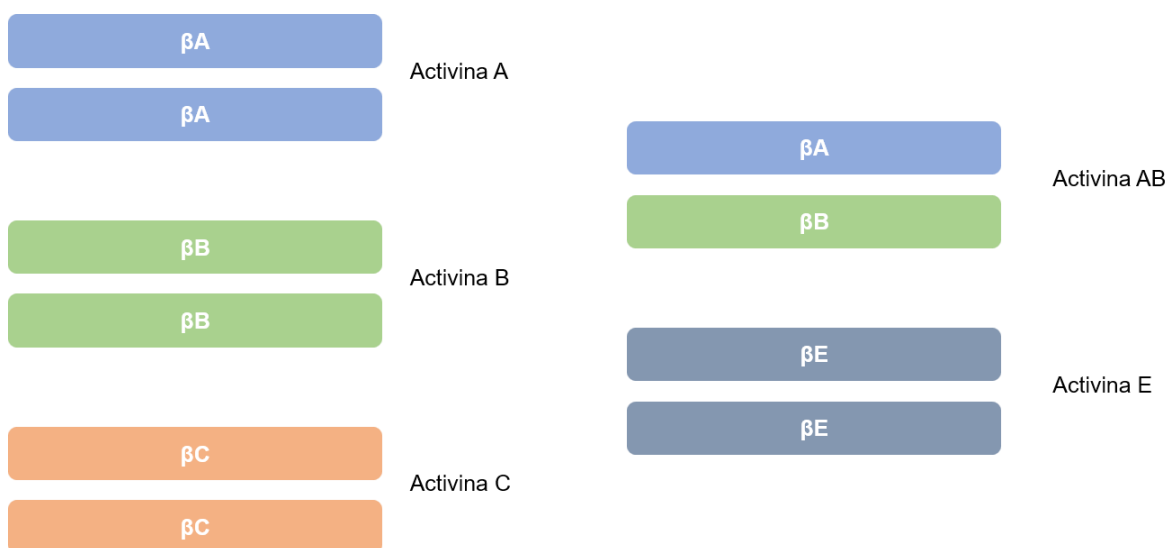 βA
Activina A
βA
βB
Activina B
βB
βC
Activina C
βC
βA
Activina AB
βB
βE
Activina E
βE